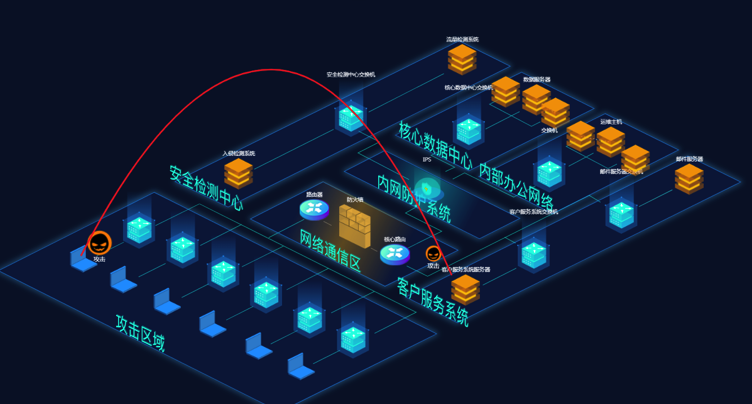 流量检测系统
安全检测中心交换机
数据服务器
核心数据中心交换机
运维主机
交换机
核心数据中心
入侵检测系统
IPS
内部办公网络
邮件服务器
邮件服务器交换机
安全检测中心
内网防御系统
路由器
防火墙
客户服务系统交换机
网络通信区
核心路由
攻击
攻击
客户服务系统服务器
客户服务系统
攻击区域